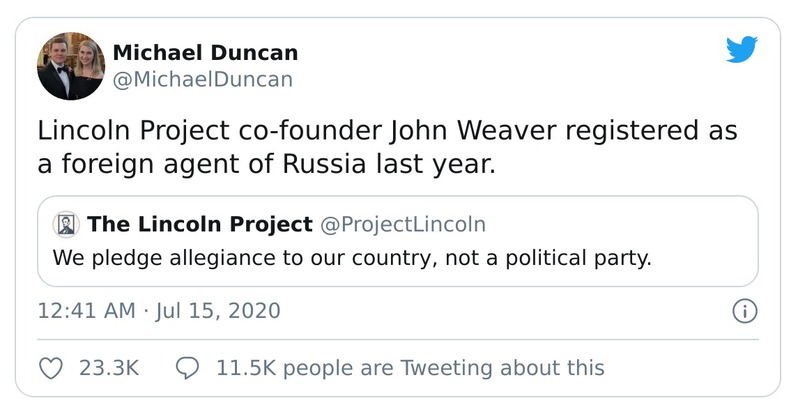 Michael Duncan
@MichaelDuncan
Lincoln Project co-founder John Weaver registered as
a foreign agent of Russia last year.
The Lincoln Project @ProjectLincoln
We pledge allegiance to our country, not a political party.
12:41 AM · Jul 15, 2020
23.3K 11.5K people are Tweeting about this